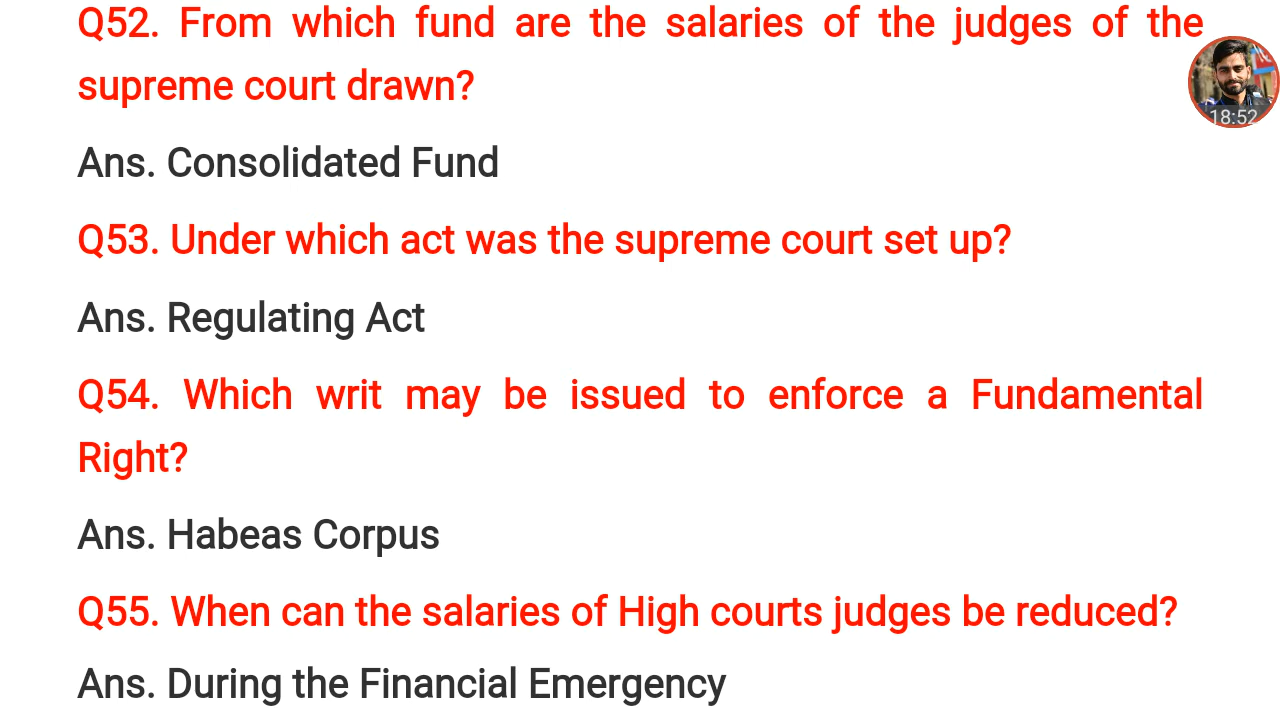 Q52. From which fund are the salaries of the judges of the
supreme court drawn?
18:52
Ans. Consolidated Fund
Q53. Under which act was the supreme court set up?
Ans. Regulating Act
Q54. Which writ may be issued to enforce a Fundamental
Right?
Ans. Habeas Corpus
Q55. When can the salaries of High courts judges be reduced?
Ans. During the Financial Emergency